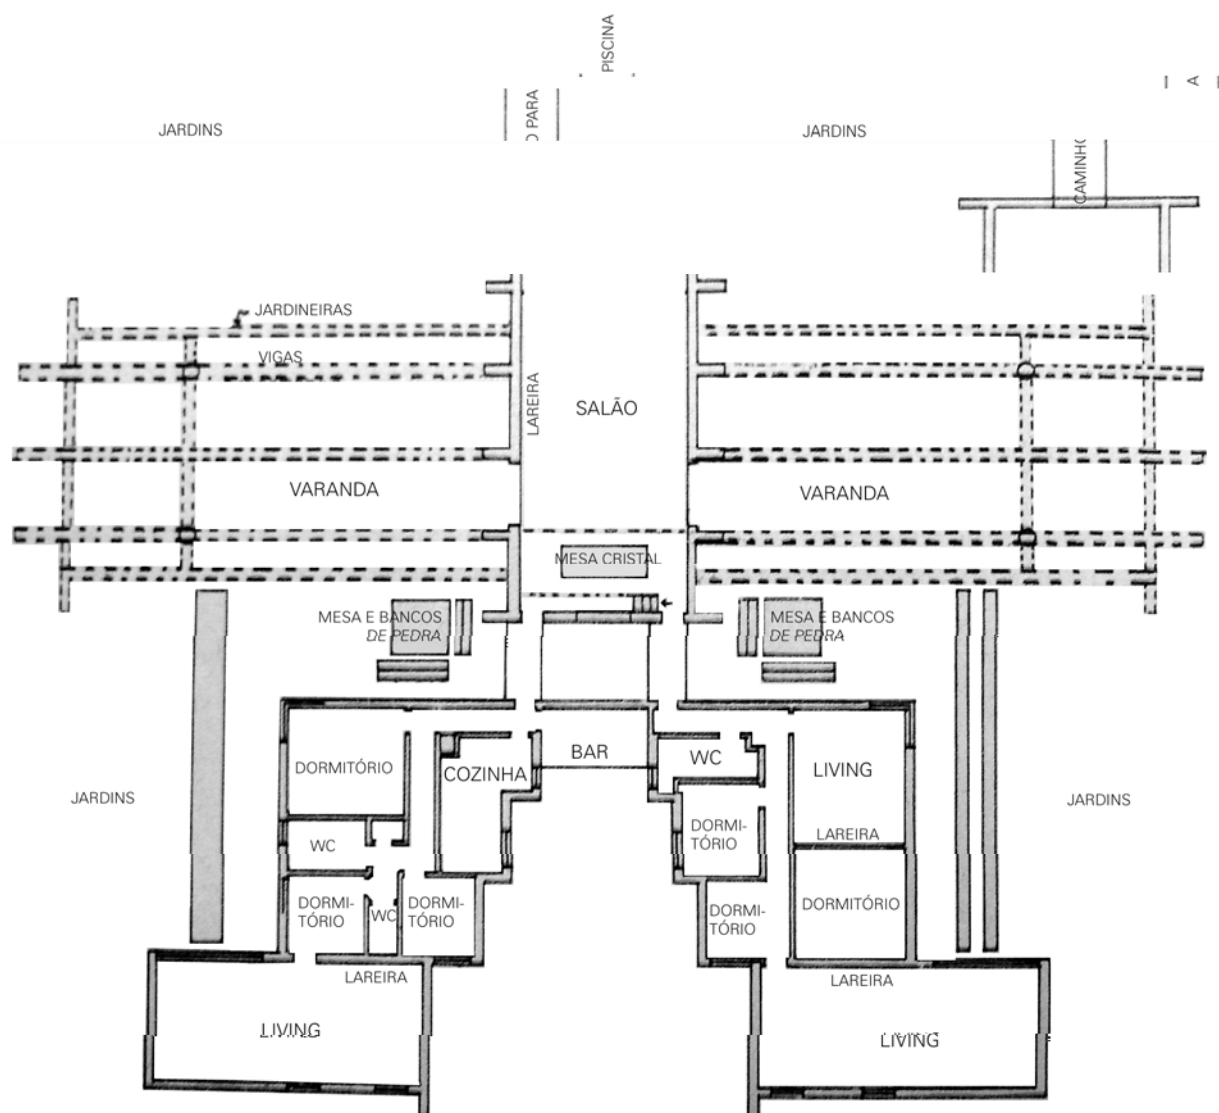 PISCINA
A
O PARA
JARDINS
JARDINS
CAMINHO
JARDINEIRAS
VIGAS
LAREIRA
SALÃO
VARANDA
VARANDA
MESA CRISTAL
MESA E BANCOS
DE PEDRA
MESA E BANCOS
DE PEDRA
BAR
WC
DORMITÓRIO
COZINHA
LIVING
JARDINS
JARDINS
DORMI-
TÓRIO
LAREIRA
WC
DORMI-
TÓRIO
WC
DORMI-
TÓRIO
DORMI-
TÓRIO
DORMITÓRIO
LAREIRA
LAREIRA
LIVING
LIVING